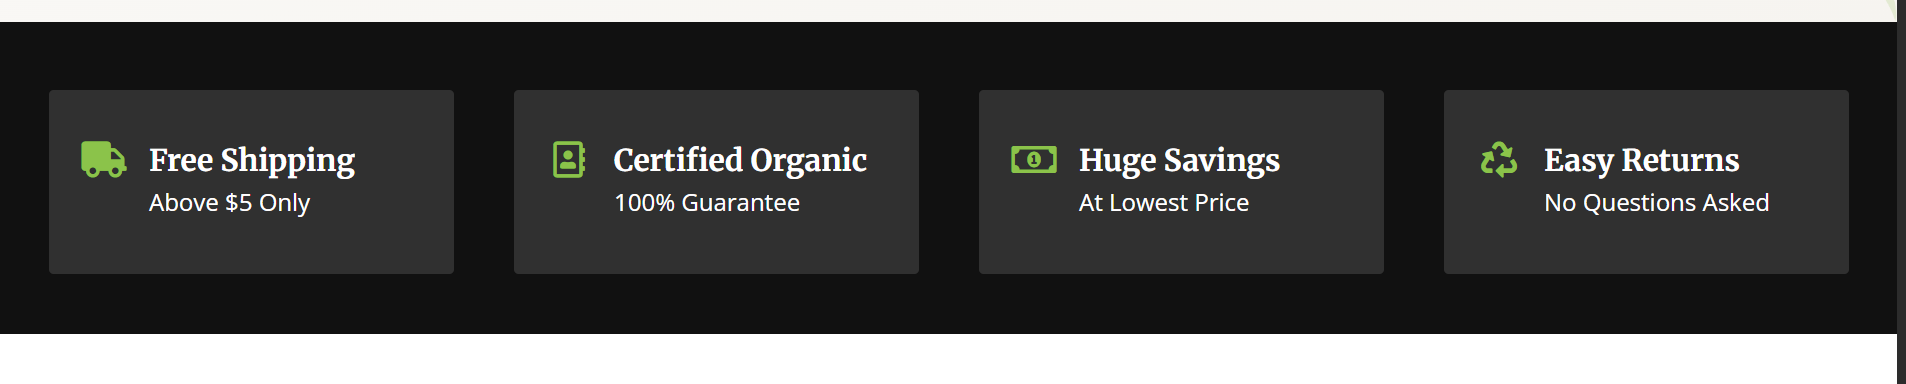 Free Shipping
Above $5 Only
Certified Organic
100% Guarantee
Huge Savings
At Lowest Price
Easy Returns
No Questions Asked